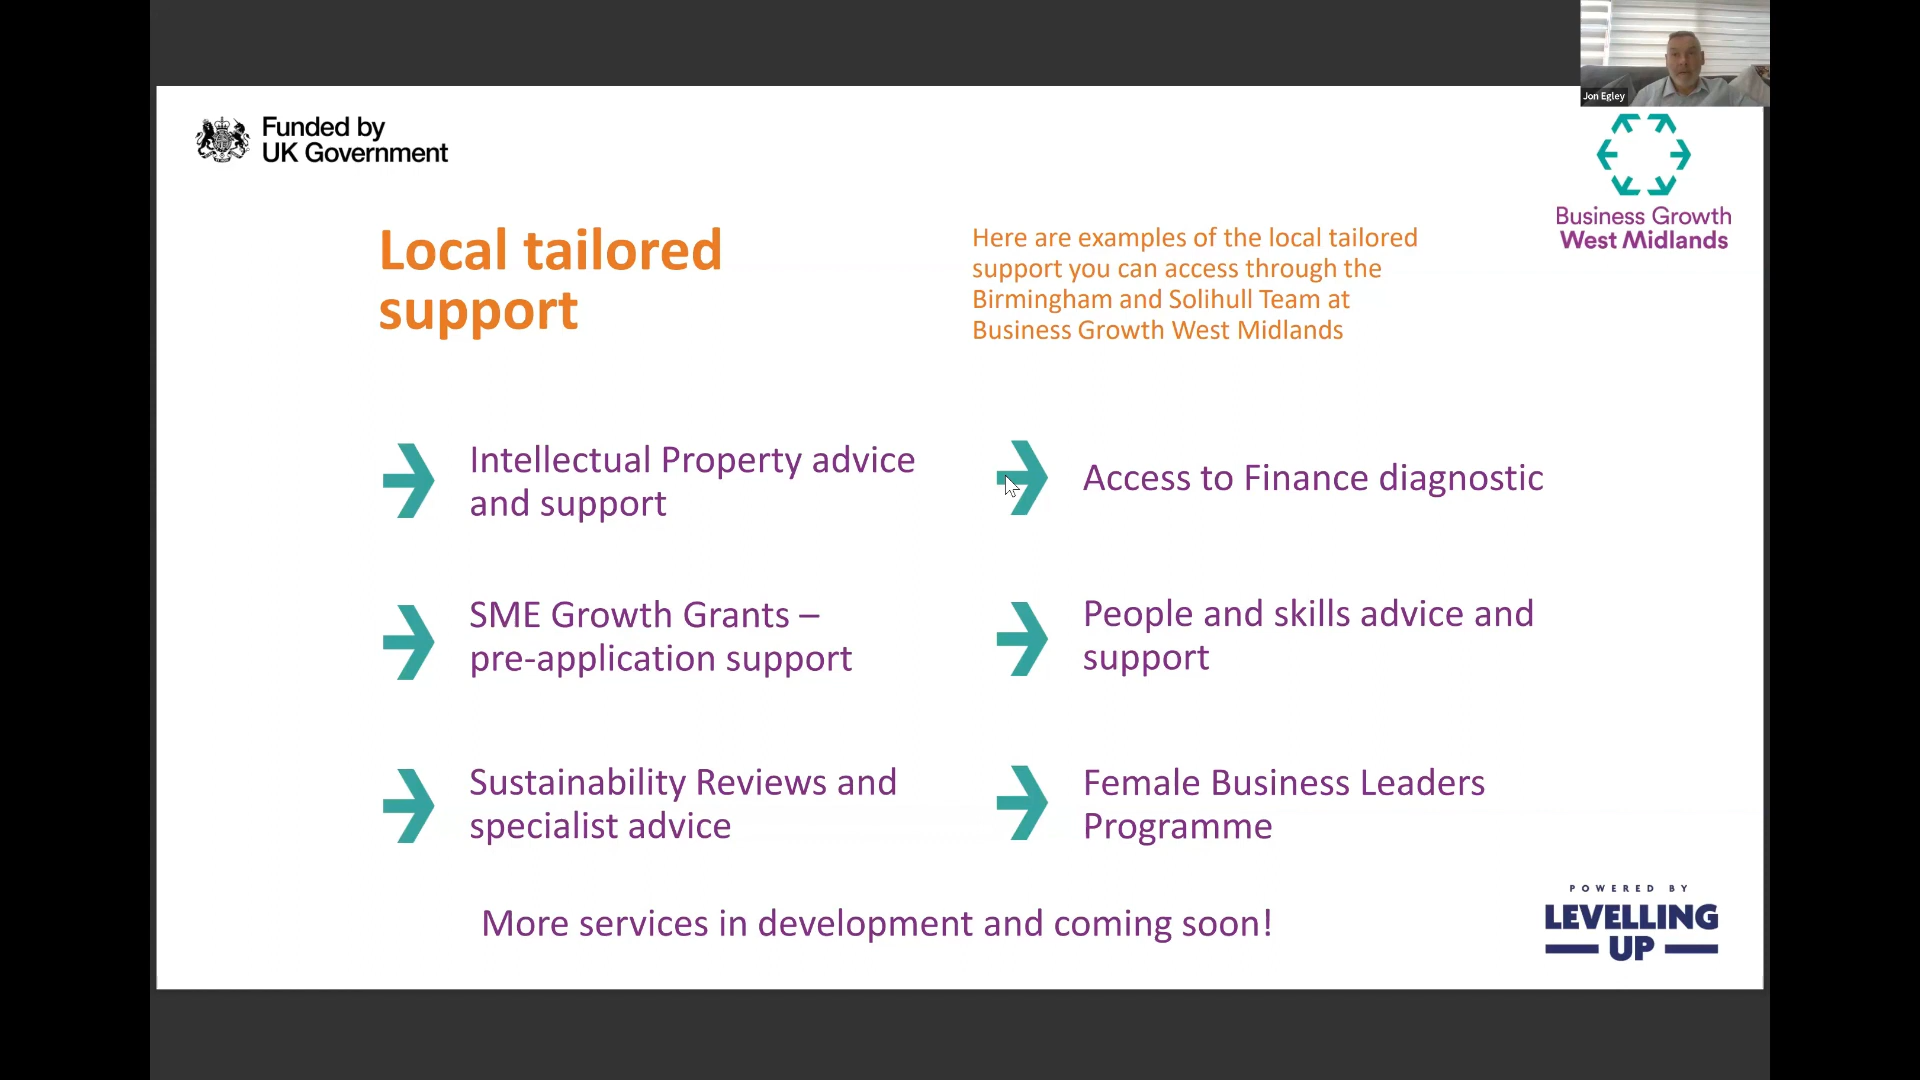 Jon Egley
Funded by
UK Government
Business Growth
West Midlands
Local tailored
support
Here are examples of the local tailored
support you can access through the
Birmingham and Solihull Team at
Business Growth West Midlands
Intellectual Property advice
and support
Access to Finance diagnostic
SME Growth Grants –
pre-application support
People and skills advice and
support
Sustainability Reviews and
specialist advice
Female Business Leaders
Programme
More services in development and coming soon!
POWERED BY
LEVELLING
UP